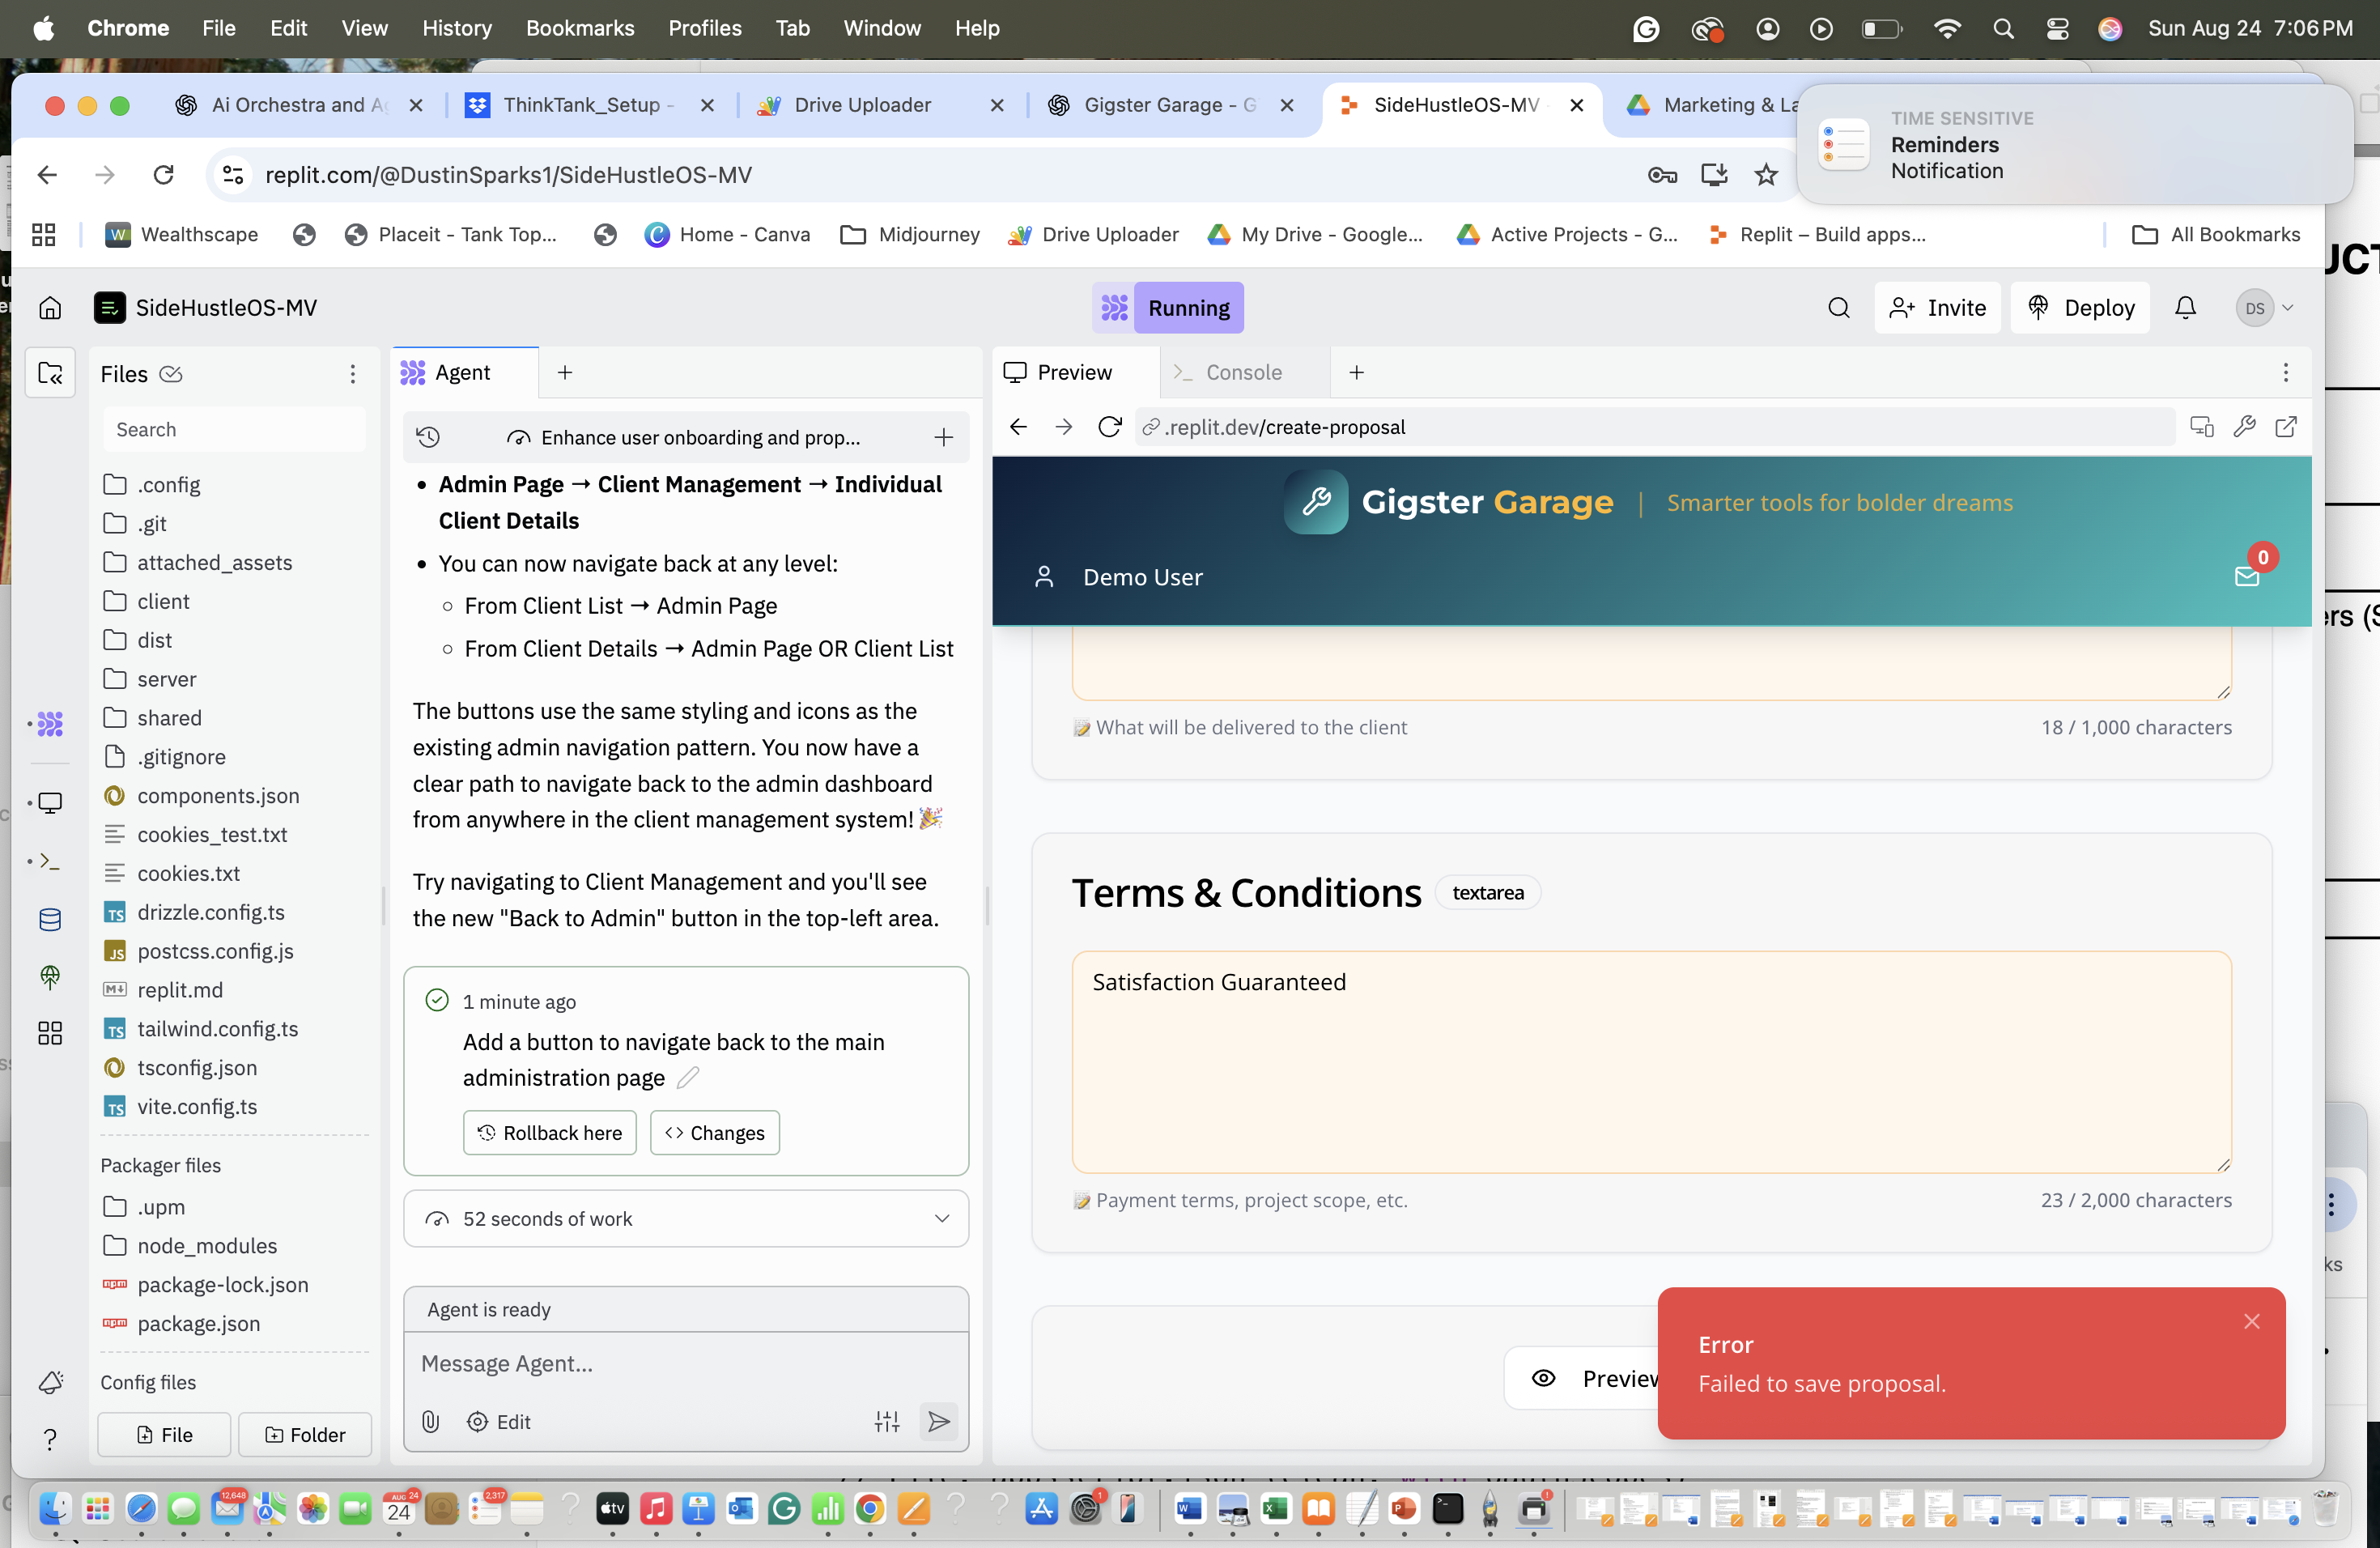 Chrome File Edit View History Bookmarks Profiles Tab Window Help
Sun Aug 24 7:06 PM
Ai Orchestra and
ThinkTank_Setup -
Drive Uploader
Gigster Garage -
SideHustleOS-MV
Marketing &
TIME SENSITIVE
Reminders
Notification
replit.com/@DustinSparks1/SideHustleOS-MV
W Wealthscape
Placeit - Tank Top...
Home - Canva
Midjourney
Drive Uploader
My Drive - Google...
Active Projects - G...
Replit – Build apps...
All Bookmarks
SideHustleOS-MV
Running
Invite
Deploy
DS
Files
Search
.config
.git
attached_assets
client
dist
server
shared
.gitignore
components.json
cookies_test.txt
cookies.txt
TS drizzle.config.ts
JS postcss.config.js
replit.md
TS tailwind.config.ts
tsconfig.json
TS vite.config.ts
Packager files
.upm
node_modules
package-lock.json
package.json
Config files
File
Folder
Agent
Enhance user onboarding and prop...
• Admin Page → Client Management → Individual
Client Details
• You can now navigate back at any level:
○ From Client List → Admin Page
○ From Client Details → Admin Page OR Client List
The buttons use the same styling and icons as the
existing admin navigation pattern. You now have a
clear path to navigate back to the admin dashboard
from anywhere in the client management system! 🎉
Try navigating to Client Management and you'll see
the new "Back to Admin" button in the top-left area.
1 minute ago
Add a button to navigate back to the main
administration page
Rollback here
Changes
52 seconds of work
Agent is ready
Message Agent...
Edit
Preview
Console
.replit.dev/create-proposal
Gigster Garage | Smarter tools for bolder dreams
Demo User
0
📝 What will be delivered to the client
18 / 1,000 characters
Terms & Conditions
textarea
Satisfaction Guaranteed
📝 Payment terms, project scope, etc.
23 / 2,000 characters
Preview
Error
Failed to save proposal.
12,648
AUG 24
24
2,317
tv
1